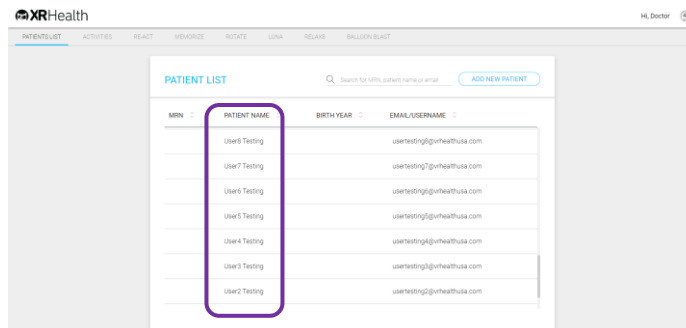 XRHealth
Hi, Doctor
PATIENTS LIST ACTIVITIES RE-ACT MEMORIZE ROTATE LUNA RELAX8 BALLOON BLAST
PATIENT LIST Search for MRN, patient name or email ADD NEW PATIENT
MRN PATIENT NAME BIRTH YEAR EMAIL/USERNAME
User8 Testing usertesting8@vrhealthusa.com
User7 Testing usertesting7@vrhealthusa.com
User6 Testing usertesting6@vrhealthusa.com
User5 Testing usertesting5@vrhealthusa.com
User4 Testing usertesting4@vrhealthusa.com
User3 Testing usertesting3@vrhealthusa.com
User2 Testing usertesting2@vrhealthusa.com